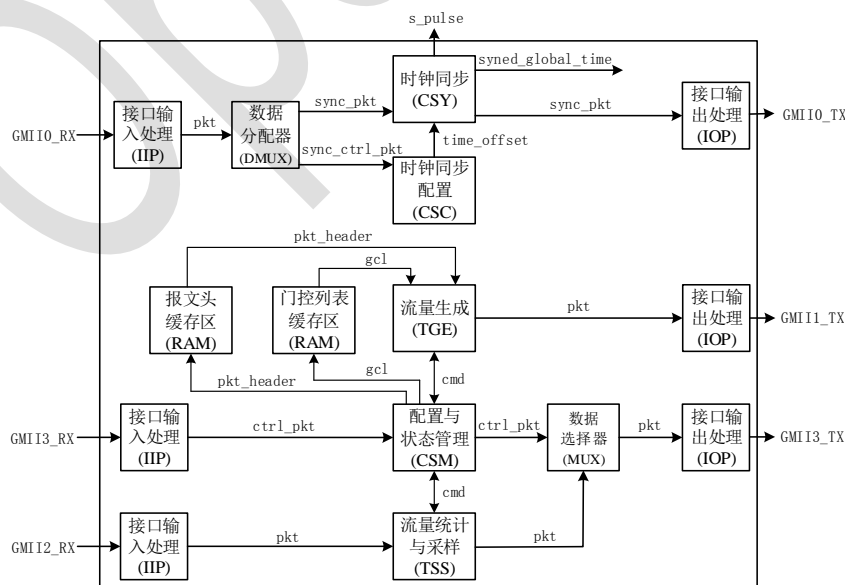 s_pulse
syned_global_time
时钟同步
(CSY)
接口输
入处理
(IIP)
数据
分配器
(DMUX)
接口输
出处理
(IOP)
GMII0_RX
pkt
sync_pkt
sync_pkt
GMII0_TX
sync_ctrl_pkt
time_offset
时钟同步
配置
(CSC)
pkt_header
gcl
报文头
缓存区
(RAM)
门控列表
缓存区
(RAM)
流量生成
(TGE)
pkt
接口输
出处理
(IOP)
GMII1_TX
pkt_header
gcl
cmd
GMII3_RX
接口输
入处理
(IIP)
ctrl_pkt
配置与
状态管理
(CSM)
ctrl_pkt
数据
选择器
(MUX)
pkt
接口输
出处理
(IOP)
GMII3_TX
cmd
GMII2_RX
接口输
入处理
(IIP)
pkt
流量统计
与采样
(TSS)
pkt